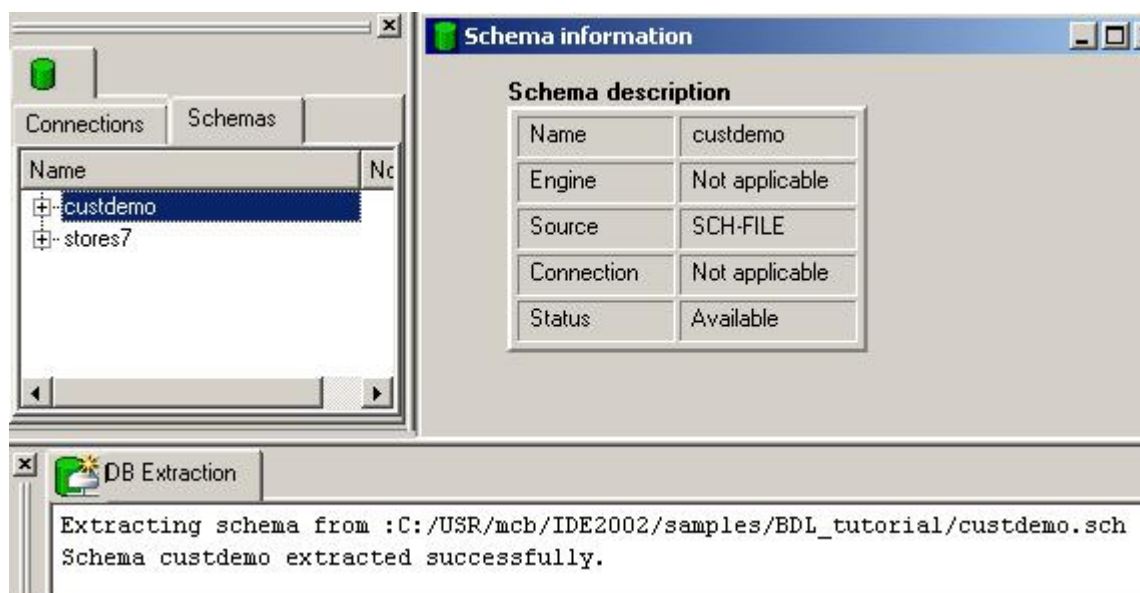 Schema information
Connections Schemas
Name
custdemo
stores7
Schema description
Name custdemo
Engine Not applicable
Source SCH-FILE
Connection Not applicable
Status Available
DB Extraction
Extracting schema from :C:/USR/mcb/IDE2002/samples/BDL_tutorial/custdemo.sch
Schema custdemo extracted successfully.